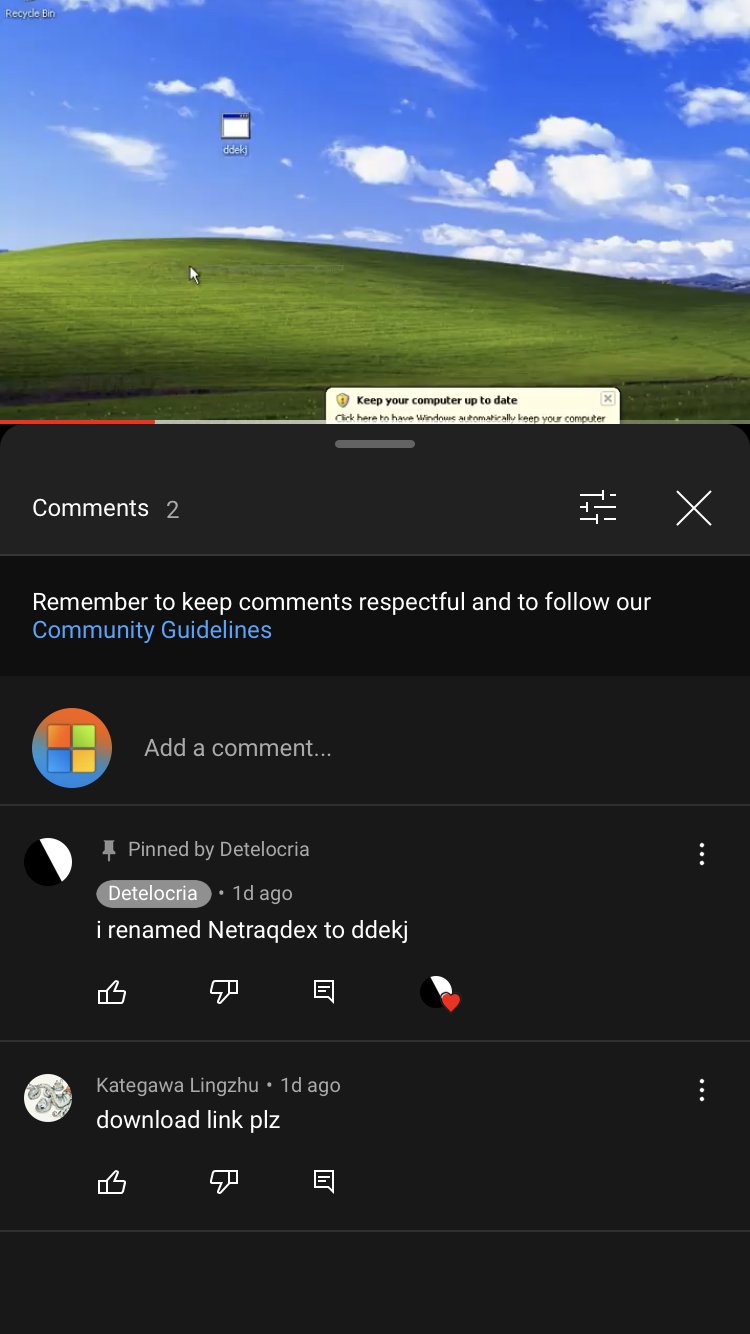 Recycle Bin
ddekj
Keep your computer up to date
Click here to have Windows automatically keep your computer
Comments 2
Remember to keep comments respectful and to follow our
Community Guidelines
Add a comment...
Pinned by Detelocria
Detelocria • 1d ago
i renamed Netraqdex to ddekj
Kategawa Lingzhu • 1d ago
download link plz